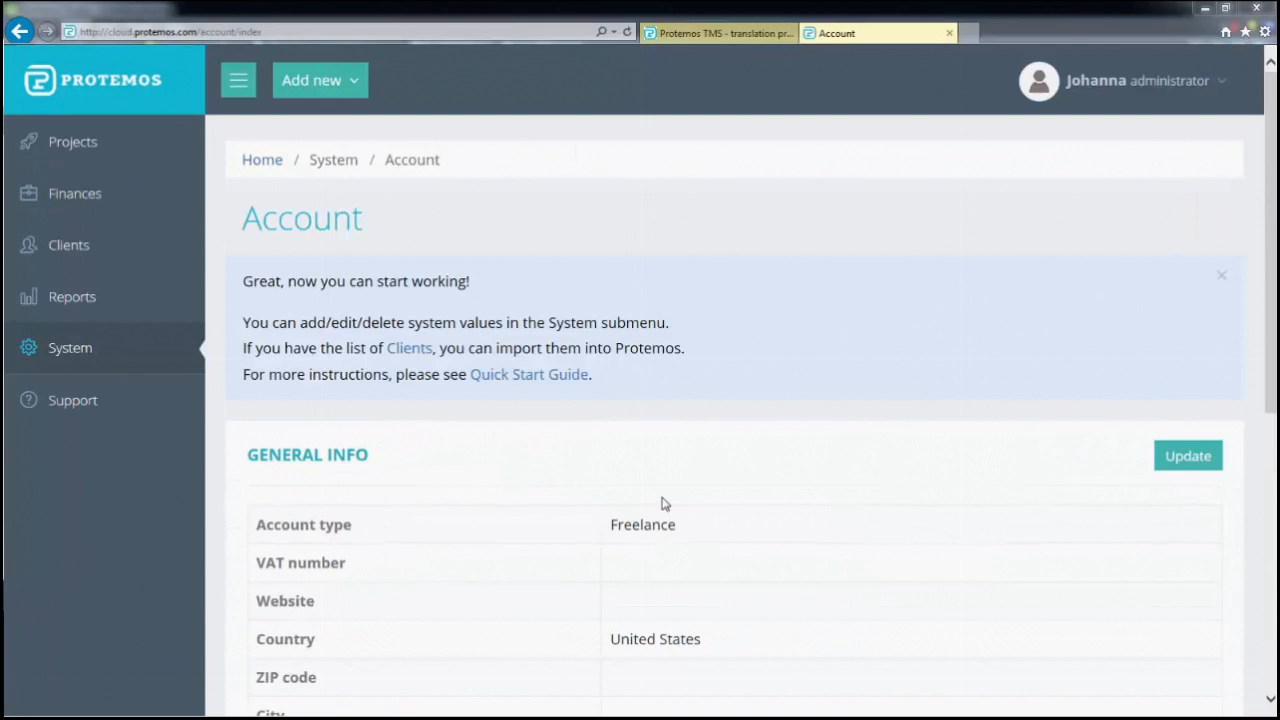 http://cloud.protemos.com/account/index
Protemos TMS - translation pr...
Account
PROTEMOS
Add new
Johanna administrator
Projects
Finances
Clients
Reports
System
Support
Home / System / Account
Account
Great, now you can start working!
You can add/edit/delete system values in the System submenu.
If you have the list of Clients, you can import them into Protemos.
For more instructions, please see Quick Start Guide.
GENERAL INFO
Update
Account type Freelance
VAT number
Website
Country United States
ZIP code
City